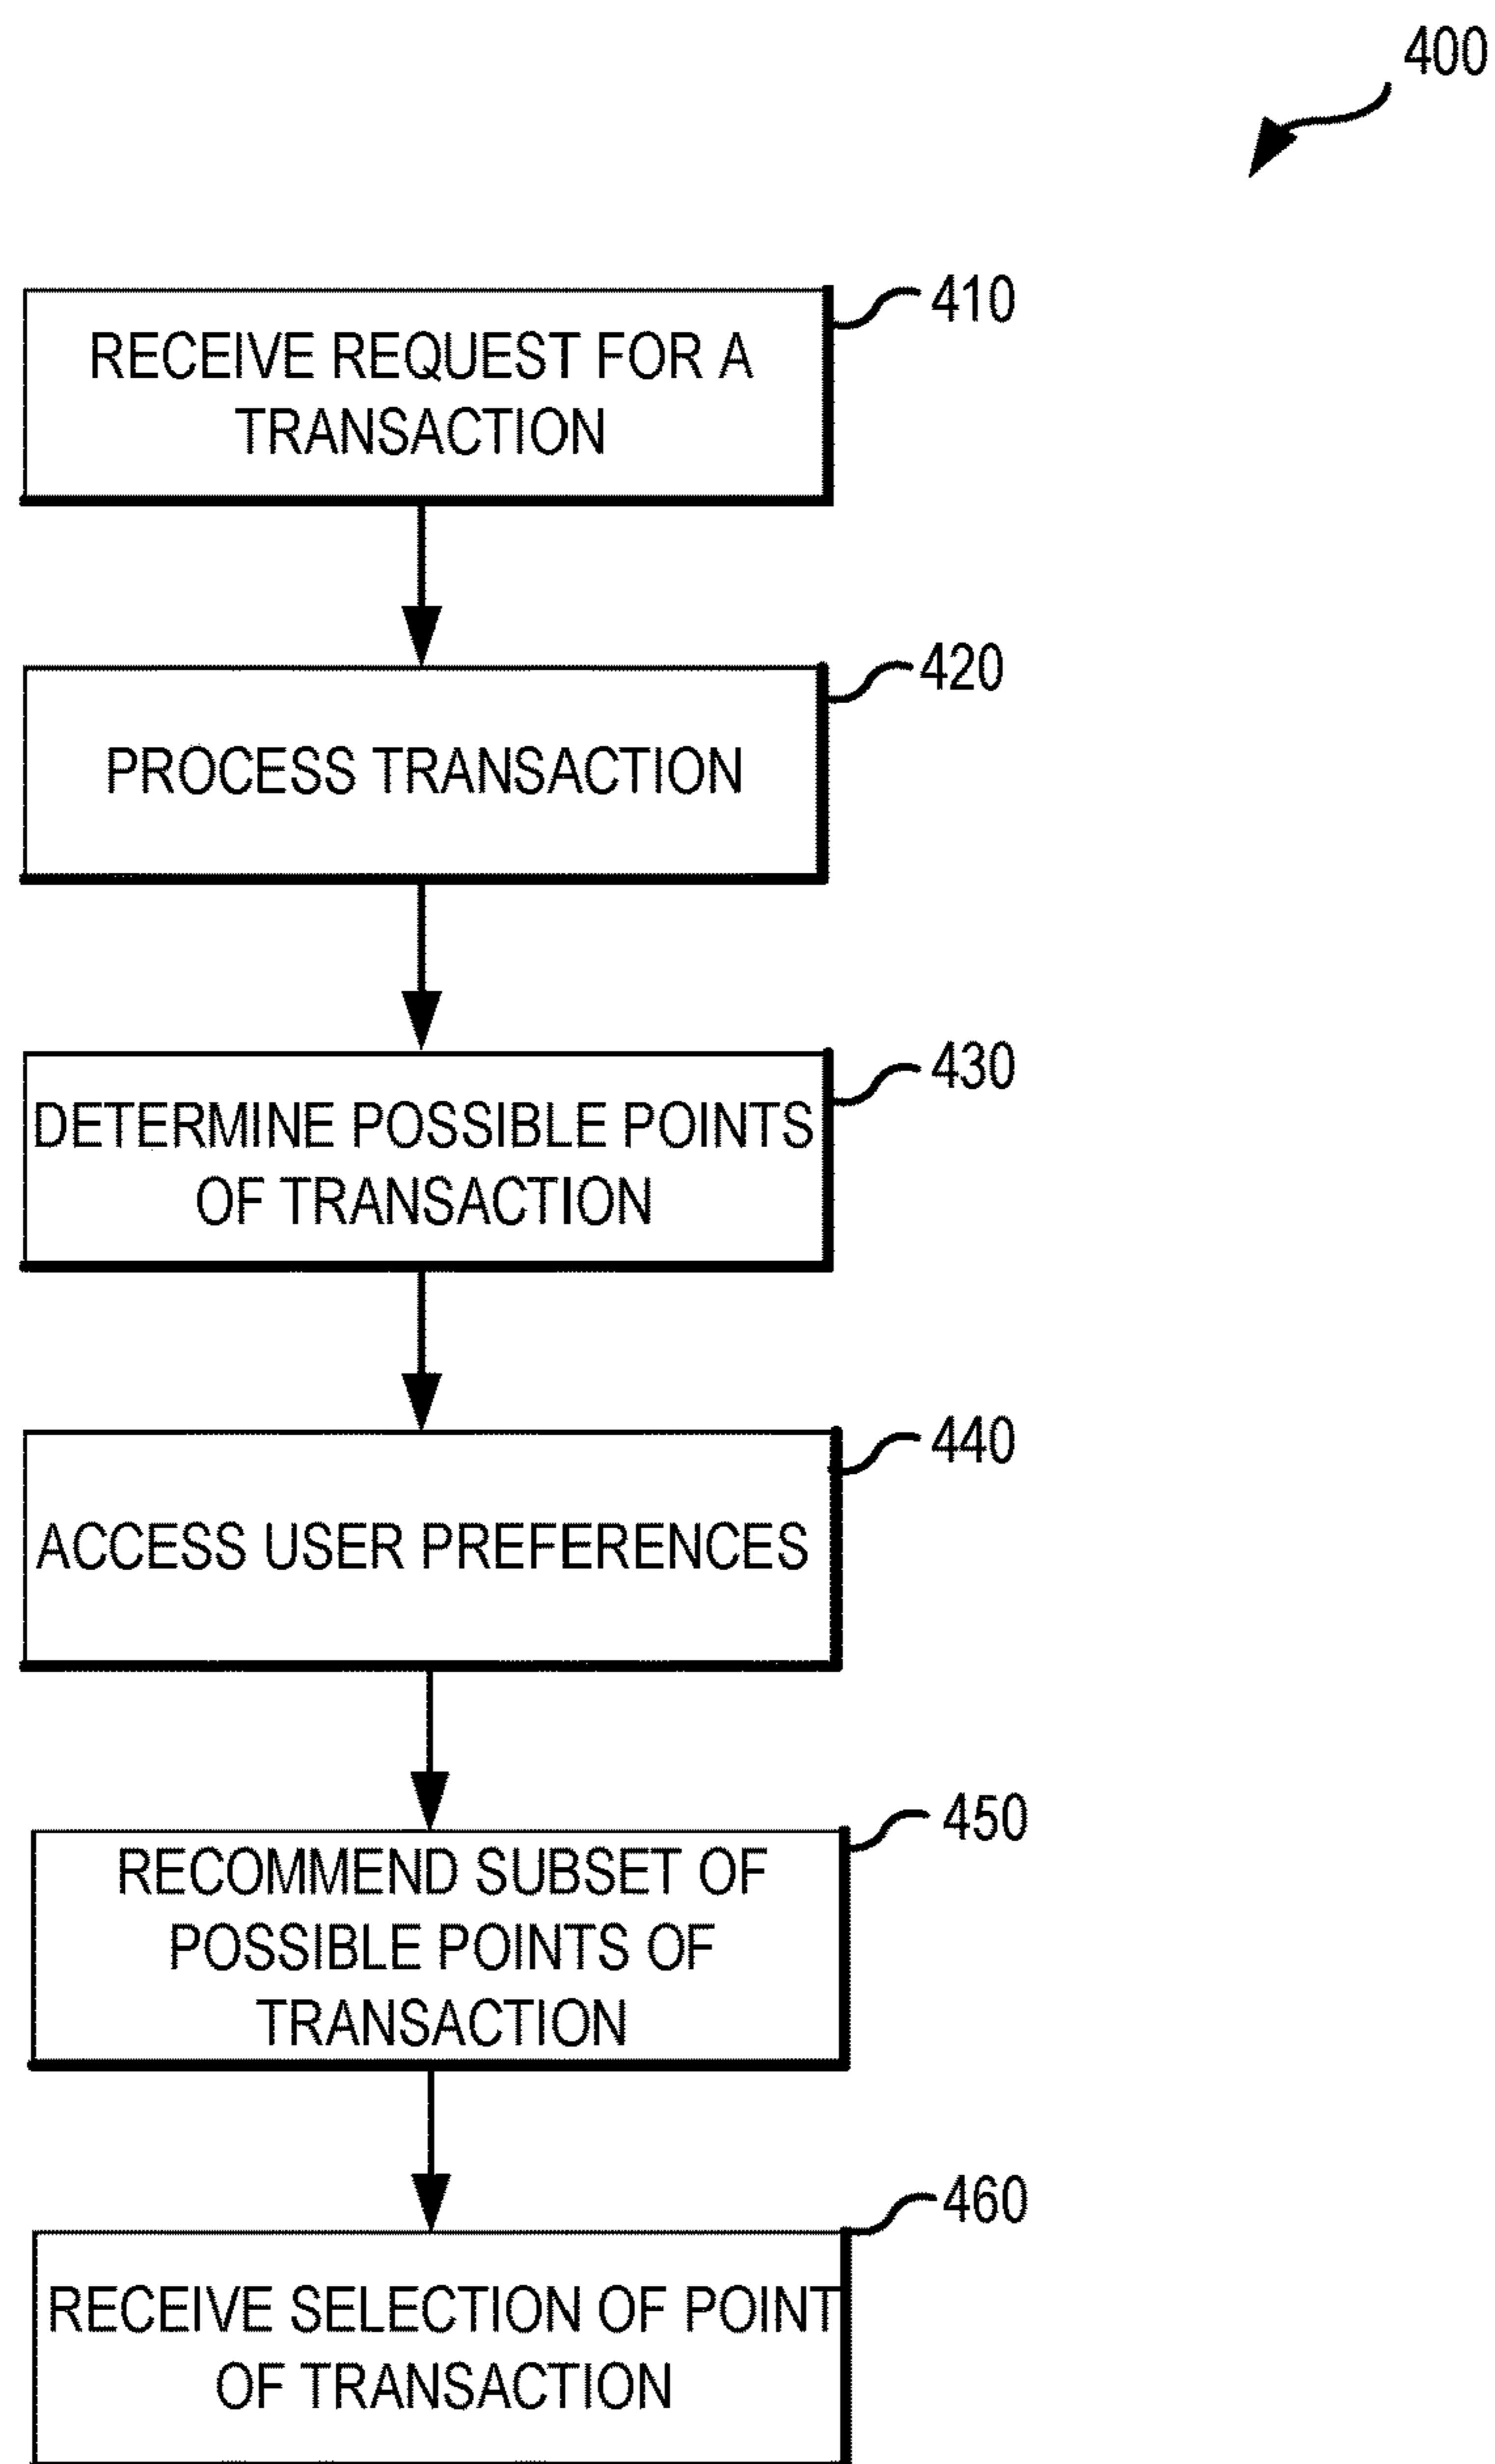 400
410
RECEIVE REQUEST FOR A
TRANSACTION
420
PROCESS TRANSACTION
430
DETERMINE POSSIBLE POINTS
OF TRANSACTION
440
ACCESS USER PREFERENCES
450
RECOMMEND SUBSET OF
POSSIBLE POINTS OF
TRANSACTION
460
RECEIVE SELECTION OF POINT
OF TRANSACTION